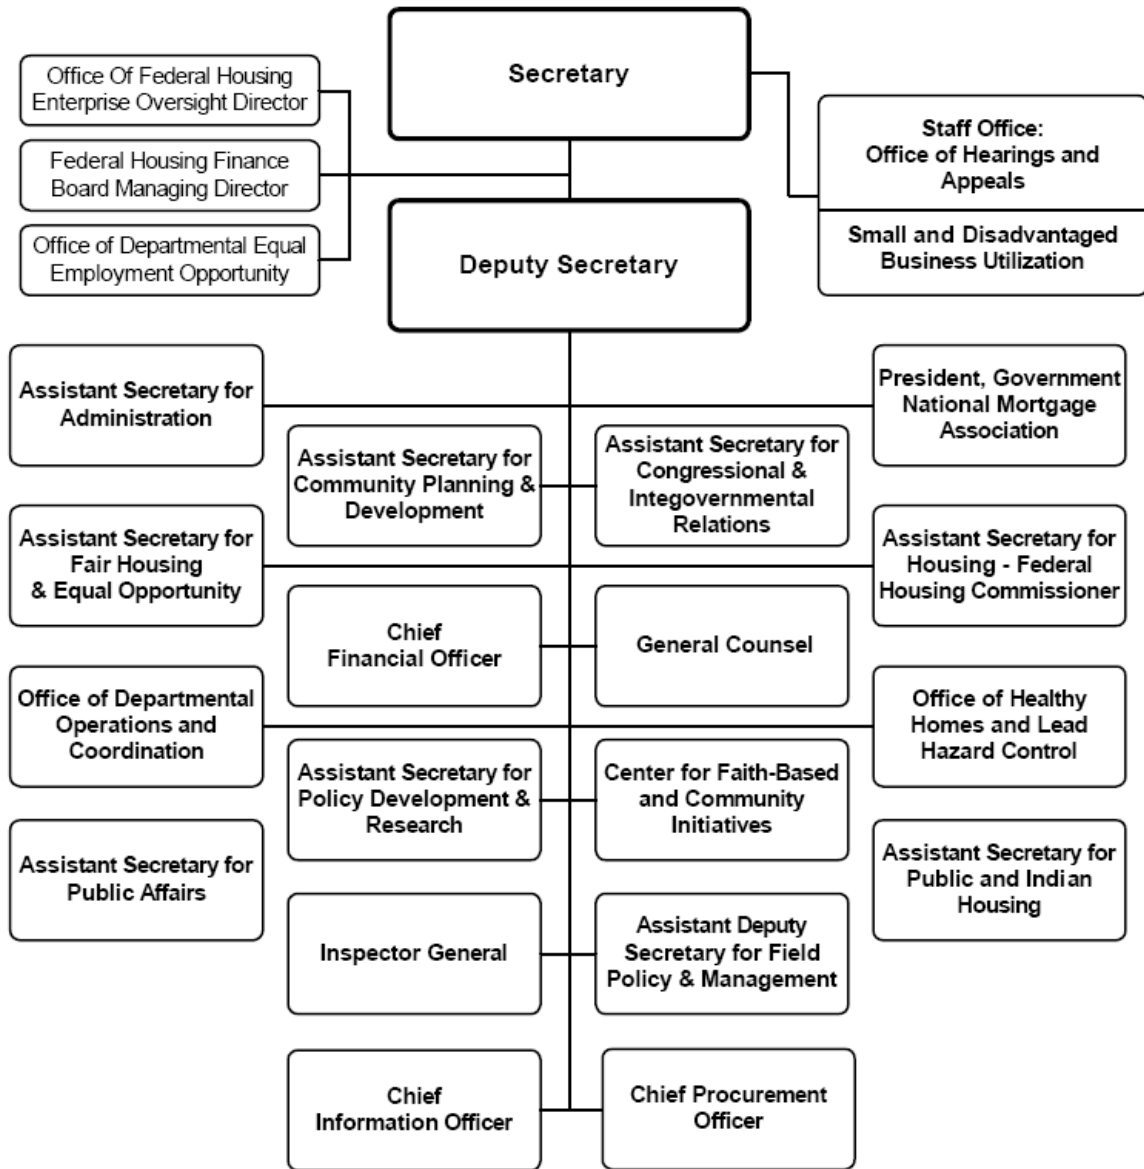 Secretary
Office Of Federal Housing
Enterprise Oversight Director
Federal Housing Finance
Board Managing Director
Office of Departmental Equal
Employment Opportunity
Staff Office:
Office of Hearings and
Appeals
Small and Disadvantaged
Business Utilization
Deputy Secretary
Assistant Secretary for
Administration
President, Government
National Mortgage
Association
Assistant Secretary for
Community Planning &
Development
Assistant Secretary for
Congressional &
Integovernmental
Relations
Assistant Secretary for
Fair Housing
& Equal Opportunity
Assistant Secretary for
Housing - Federal
Housing Commissioner
Chief
Financial Officer
General Counsel
Office of Departmental
Operations and
Coordination
Office of Healthy
Homes and Lead
Hazard Control
Assistant Secretary for
Policy Development &
Research
Center for Faith-Based
and Community
Initiatives
Assistant Secretary for
Public Affairs
Assistant Secretary for
Public and Indian
Housing
Inspector General
Assistant Deputy
Secretary for Field
Policy & Management
Chief
Information Officer
Chief Procurement
Officer